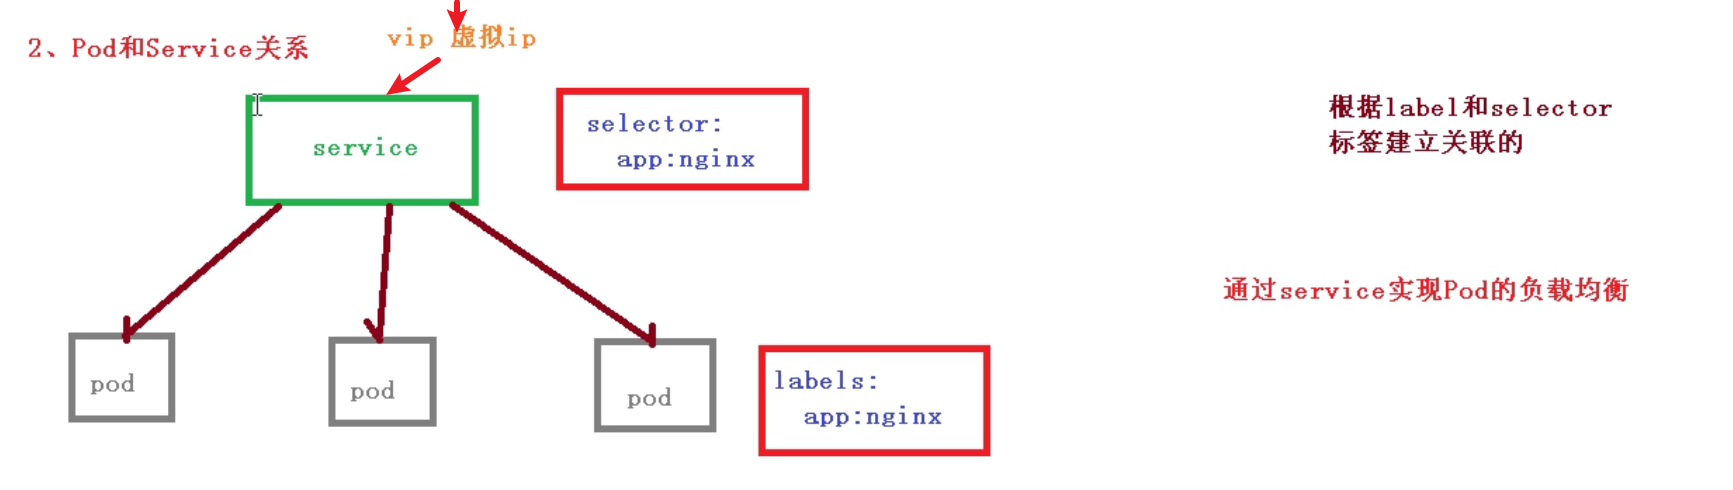 2、Pod和Service关系
vip 虚拟ip
service
selector:
app:nginx
根据label和selector
标签建立关联的
通过service实现Pod的负载均衡
pod
pod
pod
labels:
app:nginx